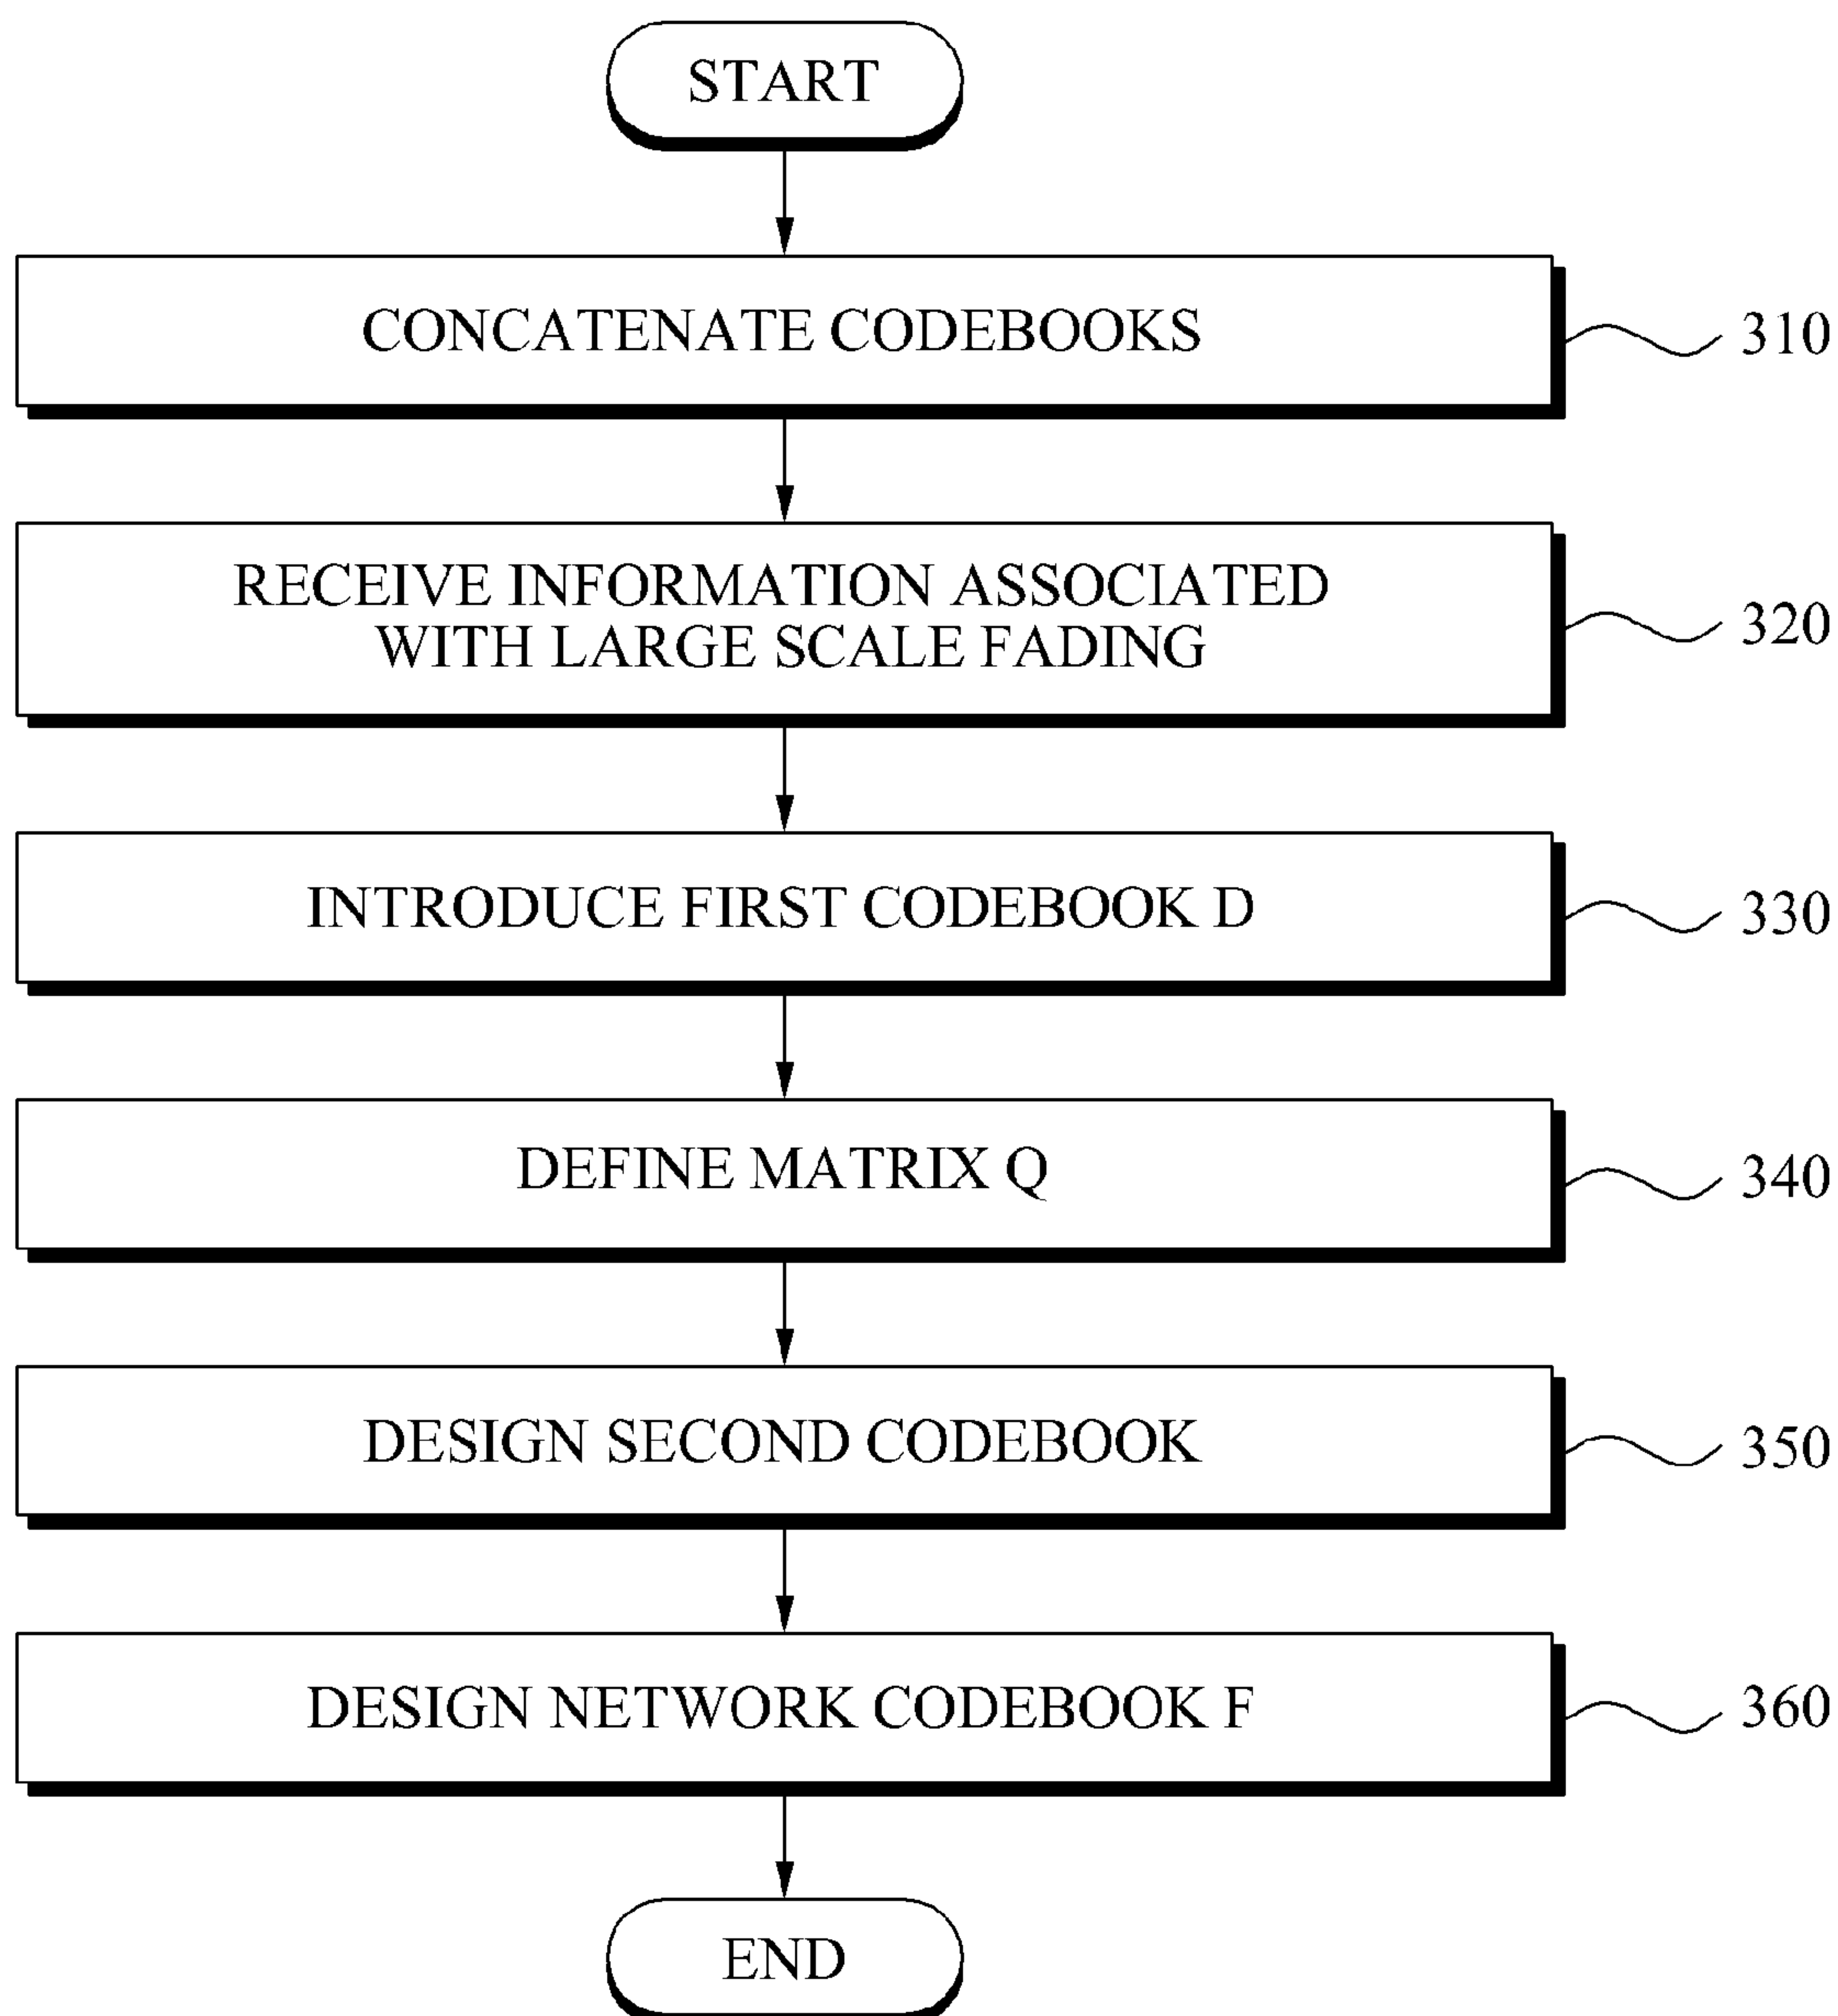 START
CONCATENATE CODEBOOKS
310
RECEIVE INFORMATION ASSOCIATED
WITH LARGE SCALE FADING
320
INTRODUCE FIRST CODEBOOK D
330
DEFINE MATRIX Q
340
DESIGN SECOND CODEBOOK
350
DESIGN NETWORK CODEBOOK F
360
END